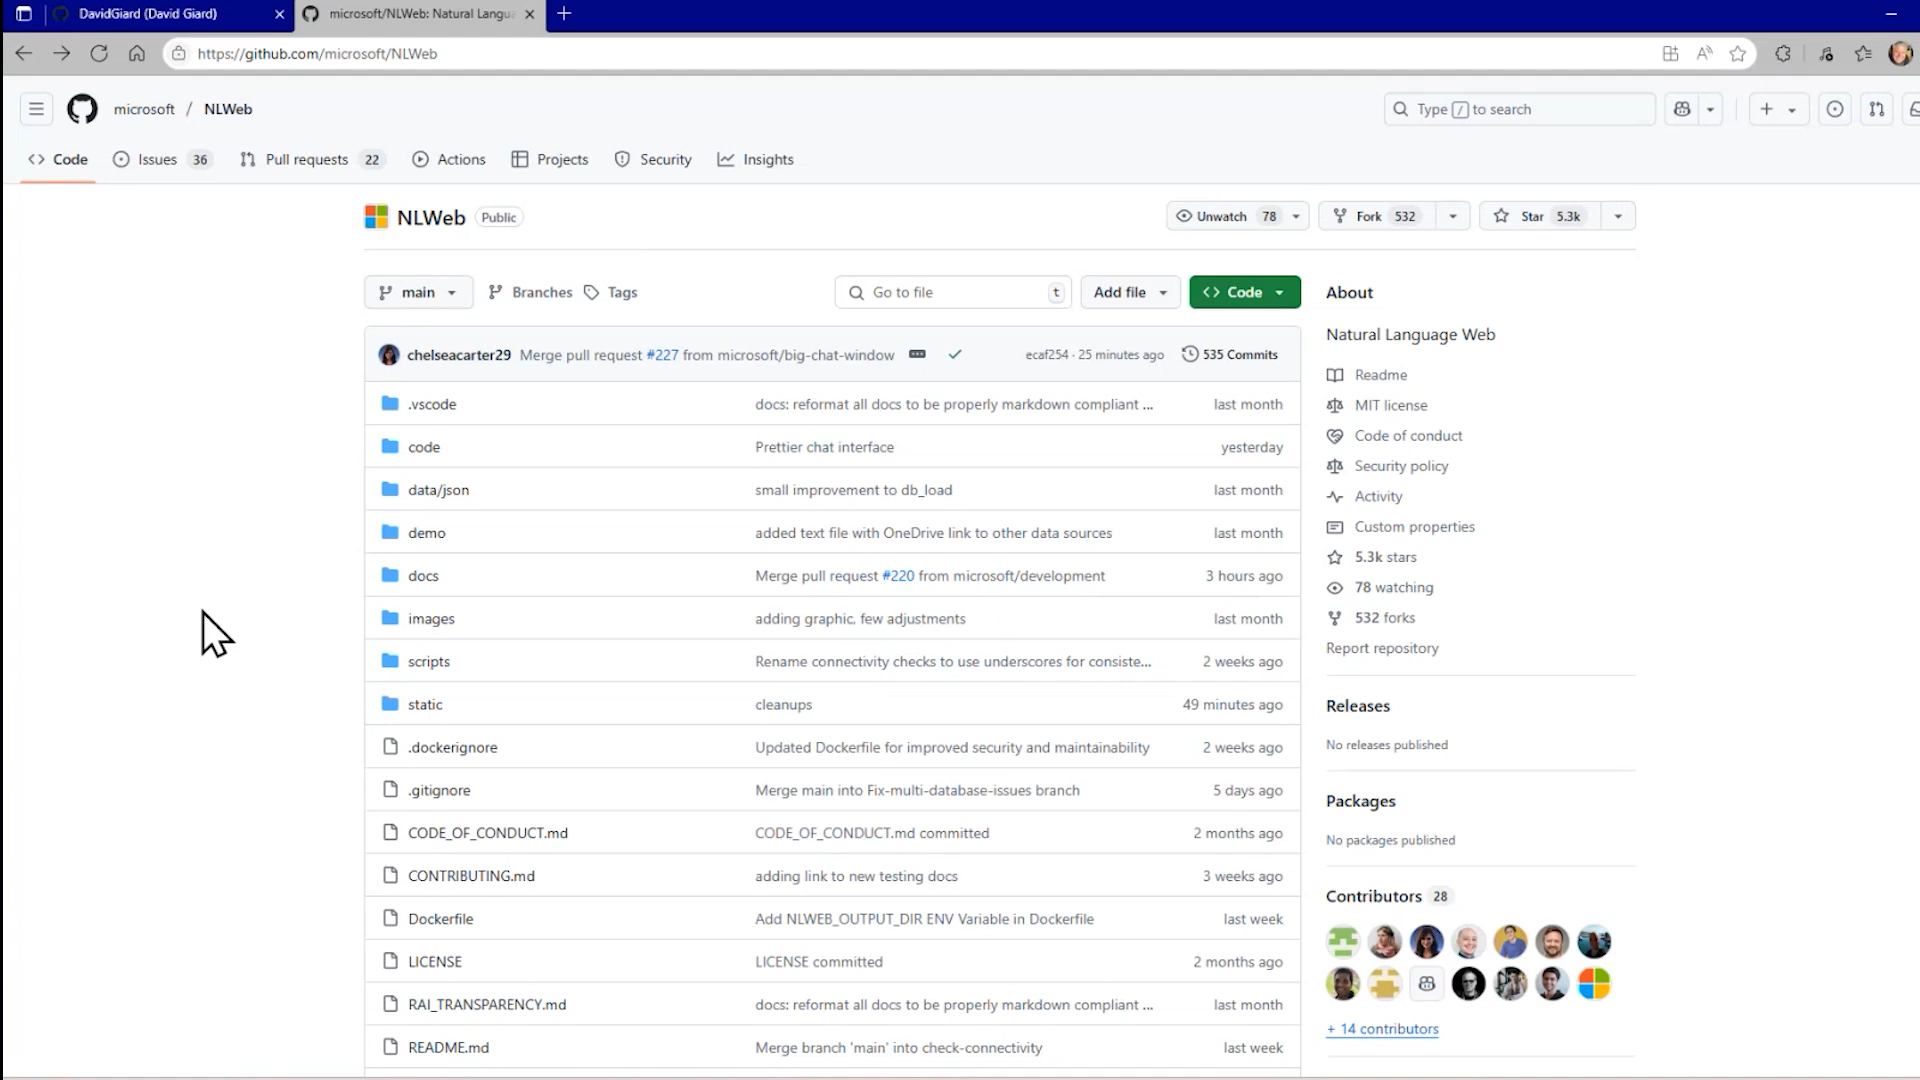 DavidGiard (David Giard)
microsoft/NLWeb: Natural Langu
https://github.com/microsoft/NLWeb
microsoft / NLWeb
Type / to search
Code
Issues 36
Pull requests 22
Actions
Projects
Security
Insights
NLWeb Public
Unwatch 78
Fork 532
Star 5.3k
main
Branches
Tags
Go to file t
Add file
Code
chelseacarter29 Merge pull request #227 from microsoft/big-chat-window ecaf254 · 25 minutes ago 535 Commits
.vscode docs: reformat all docs to be properly markdown compliant ... last month
code Prettier chat interface yesterday
data/json small improvement to db_load last month
demo added text file with OneDrive link to other data sources last month
docs Merge pull request #220 from microsoft/development 3 hours ago
images adding graphic, few adjustments last month
scripts Rename connectivity checks to use underscores for consiste... 2 weeks ago
static cleanups 49 minutes ago
.dockerignore Updated Dockerfile for improved security and maintainability 2 weeks ago
.gitignore Merge main into Fix-multi-database-issues branch 5 days ago
CODE_OF_CONDUCT.md CODE_OF_CONDUCT.md committed 2 months ago
CONTRIBUTING.md adding link to new testing docs 3 weeks ago
Dockerfile Add NLWEB_OUTPUT_DIR ENV Variable in Dockerfile last week
LICENSE LICENSE committed 2 months ago
RAI_TRANSPARENCY.md docs: reformat all docs to be properly markdown compliant ... last month
README.md Merge branch 'main' into check-connectivity last week
About
Natural Language Web
Readme
MIT license
Code of conduct
Security policy
Activity
Custom properties
5.3k stars
78 watching
532 forks
Report repository
Releases
No releases published
Packages
No packages published
Contributors 28
+ 14 contributors